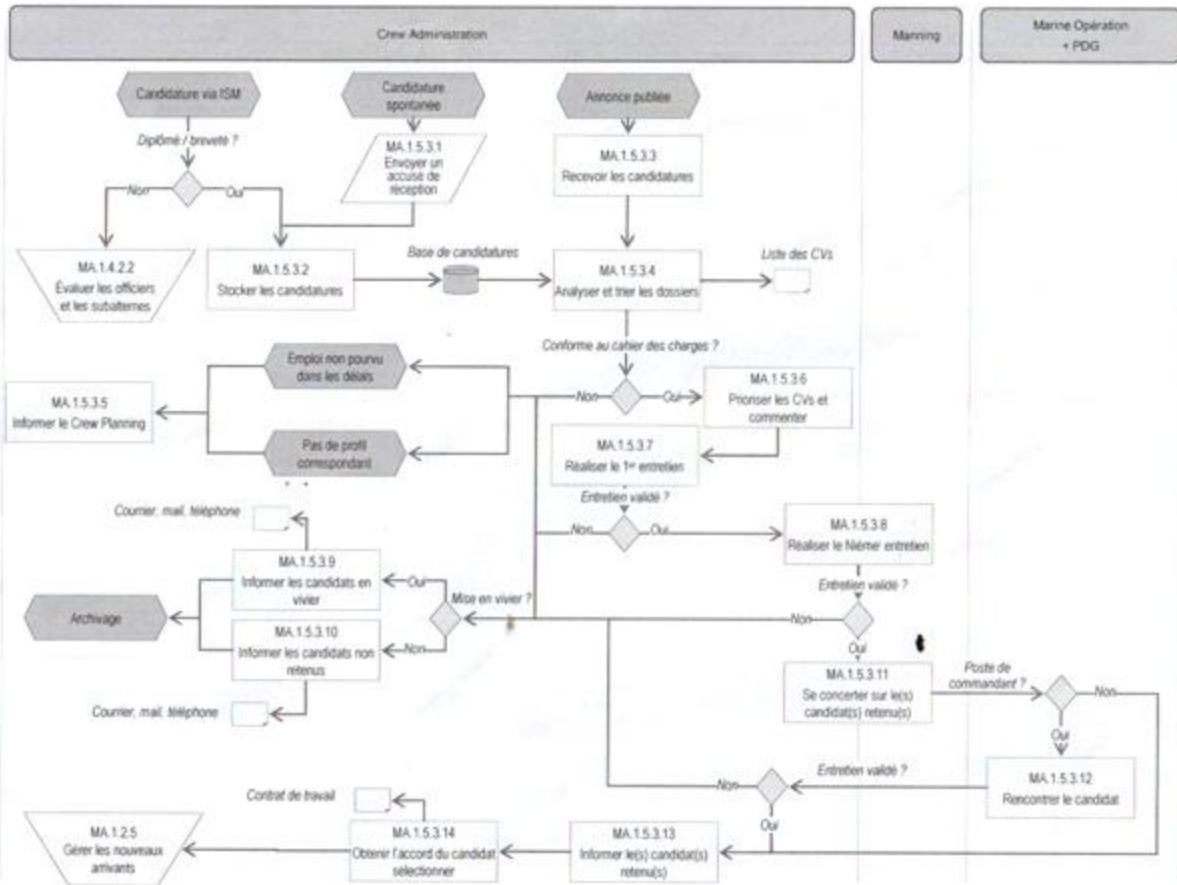 Crew Administration
Manning
Marine Opération
+ PDG
Candidature via ISM
Candidature
spontanée
Annonce publiée
Diplômé / breveté ?
MA.1.5.3.1
Envoyer un
accusé de
réception
MA.1.5.3.3
Recevoir les candidatures
Non
Oui
MA.1.4.2.2
Évaluer les officiers
et les subalternes
MA.1.5.3.2
Stocker les candidatures
Base de candidatures
MA.1.5.3.4
Analyser et trier les dossiers
Liste des CVs
Conforme au cahier des charges ?
Emploi non pourvu
dans les délais
Non
Oui
MA.1.5.3.6
Prioriser les CVs et
commenter
MA.1.5.3.5
Informer le Crew Planning
Pas de profil
correspondant
MA.1.5.3.7
Réaliser le 1er entretien
Entretien validé ?
Courrier, mail, téléphone
Non
Oui
MA.1.5.3.8
Réaliser le Nième entretien
MA.1.5.3.9
Informer les candidats en
vivier
Oui
Entretien validé ?
Mise en vivier ?
Archivage
Non
MA.1.5.3.10
Informer les candidats non
retenus
Non
Oui
MA.1.5.3.11
Se concerter sur le(s)
candidat(s) retenu(s)
Poste de
commandant ?
Non
Courrier, mail, téléphone
Oui
Entretien validé ?
Non
MA.1.5.3.12
Rencontrer le candidat
Contrat de travail
Oui
MA.1.2.5
Gérer les nouveaux
arrivants
MA.1.5.3.14
Obtenir l'accord du candidat
sélectionner
MA.1.5.3.13
Informer le(s) candidat(s)
retenu(s)